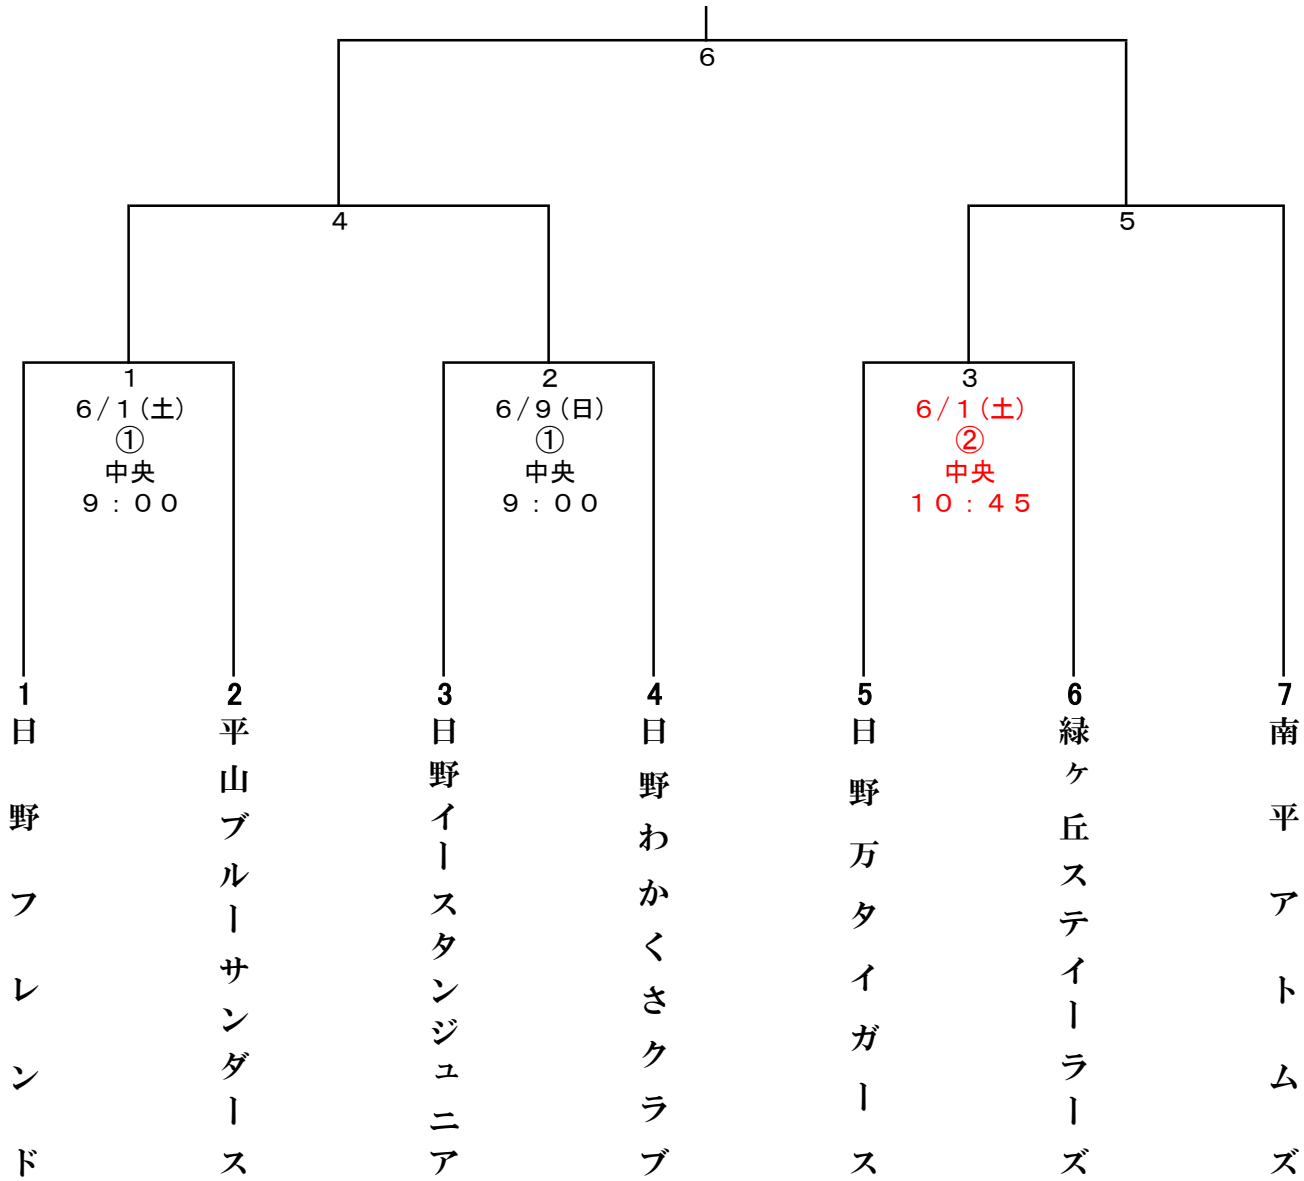 6
4
5
1
６/１(土)
①
中央
９：００
2
６/９(日)
①
中央
９：００
3
６/１(土)
②
中央
１０：４５
1
日野フレンド
2
平山ブルーサンダース
3
日野イースタンジュニア
4
日野わかくさクラブ
5
日野万タイガース
6
緑ヶ丘スティーラーズ
7
南平アトムズ